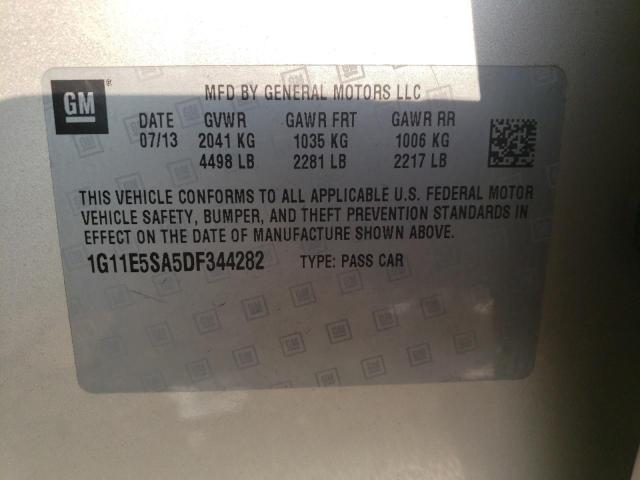 GM ®
MFD BY GENERAL MOTORS LLC
DATE GVWR GAWR FRT GAWR RR
07/13 2041 KG 1035 KG 1006 KG
4498 LB 2281 LB 2217 LB
THIS VEHICLE CONFORMS TO ALL APPLICABLE U.S. FEDERAL MOTOR
VEHICLE SAFETY, BUMPER, AND THEFT PREVENTION STANDARDS IN
EFFECT ON THE DATE OF MANUFACTURE SHOWN ABOVE.
1G11E5SA5DF344282 TYPE: PASS CAR